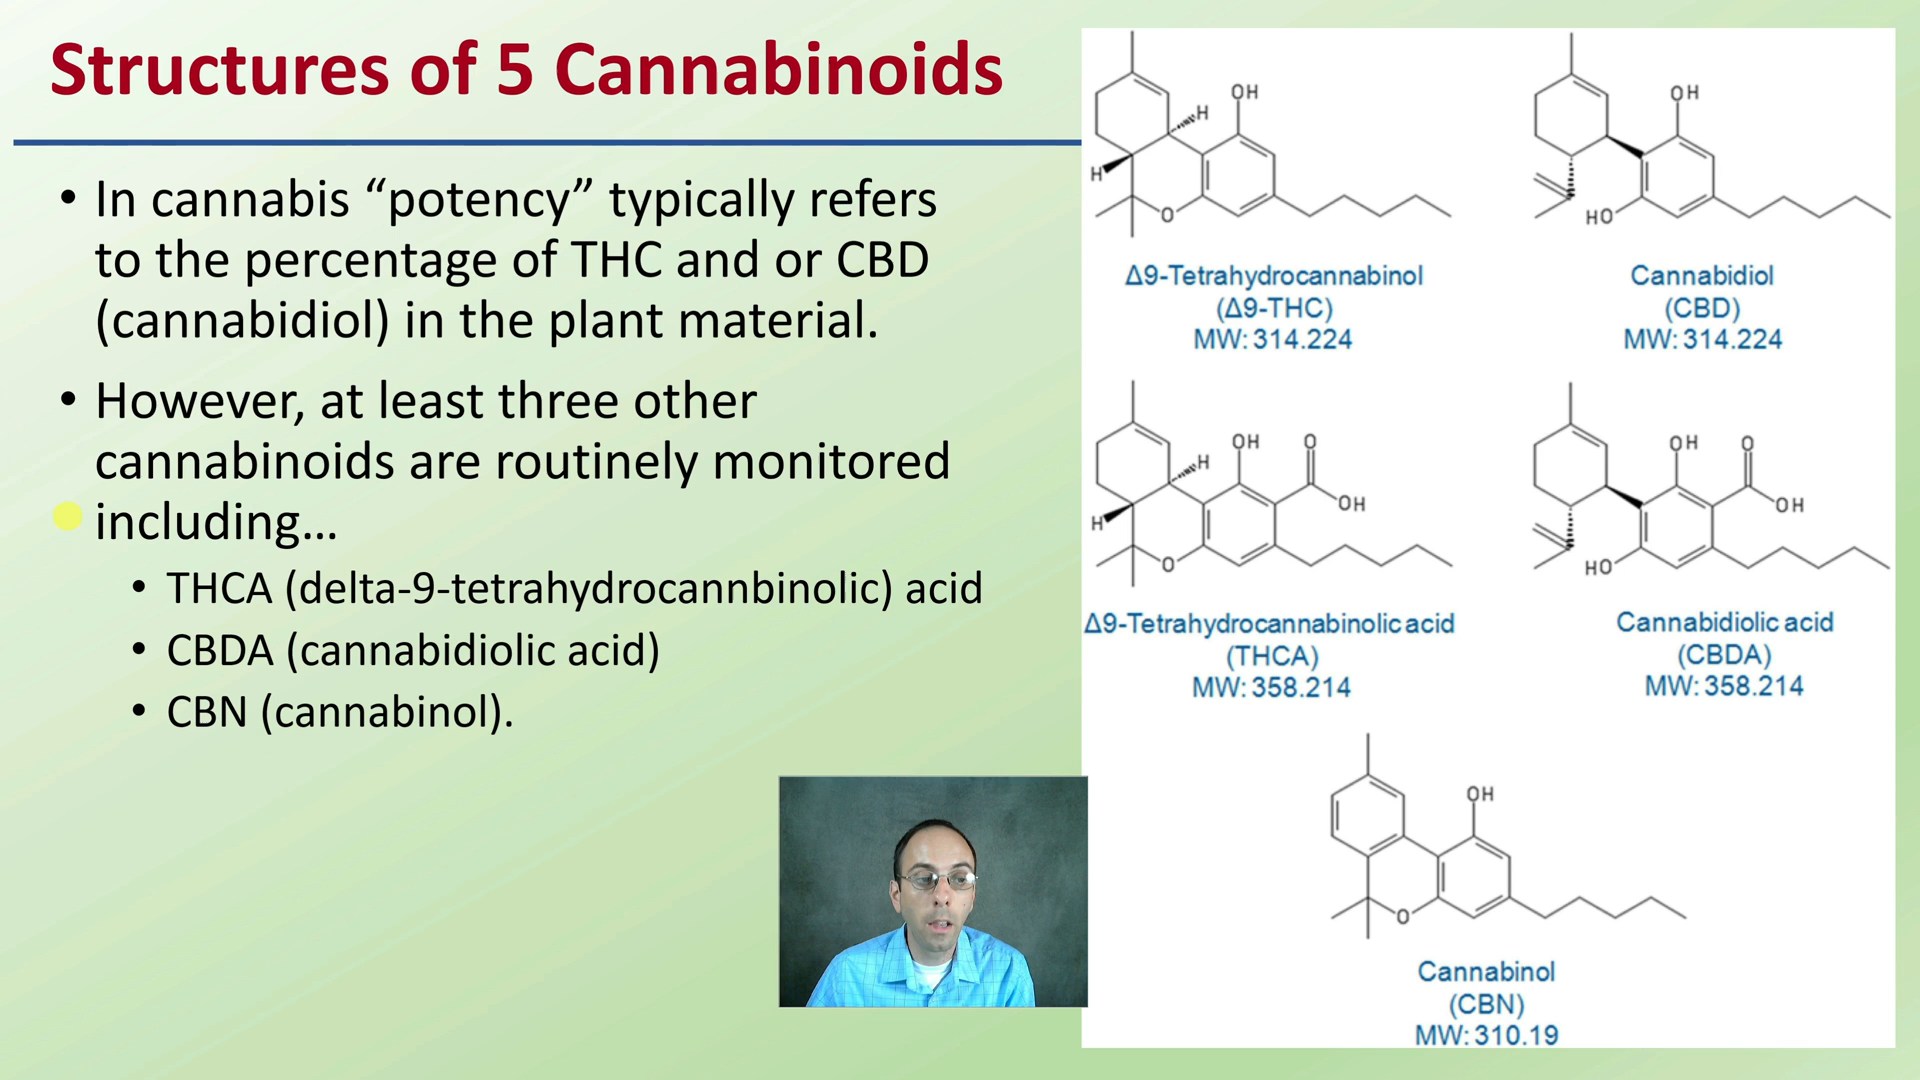 Structures of 5 Cannabinoids
• In cannabis “potency” typically refers
to the percentage of THC and or CBD
(cannabidiol) in the plant material.
• However, at least three other
cannabinoids are routinely monitored
including...
• THCA (delta-9-tetrahydrocannbinolic) acid
• CBDA (cannabidiolic acid)
• CBN (cannabinol).
OH
H
H
O
Δ9-Tetrahydrocannabinol
(Δ9-THC)
MW: 314.224
OH
HO
Cannabidiol
(CBD)
MW: 314.224
OH
O
H
OH
H
O
Δ9-Tetrahydrocannabinolic acid
(THCA)
MW: 358.214
OH
O
OH
HO
Cannabidiolic acid
(CBDA)
MW: 358.214
OH
O
Cannabinol
(CBN)
MW: 310.19